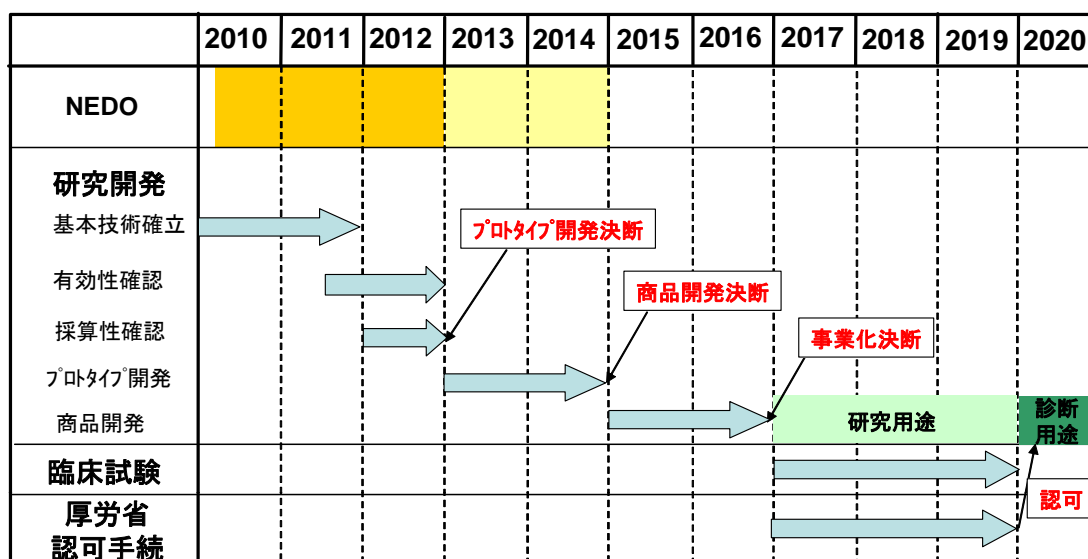 2010 2011 2012 2013 2014 2015 2016 2017 2018 2019 2020
NEDO
研究開発
基本技術確立
ﾌﾟﾛﾄﾀｲﾌﾟ開発決断
有効性確認
商品開発決断
採算性確認
事業化決断
ﾌﾟﾛﾄﾀｲﾌﾟ開発
商品開発
研究用途
診断
用途
臨床試験
認可
厚労省
認可手続